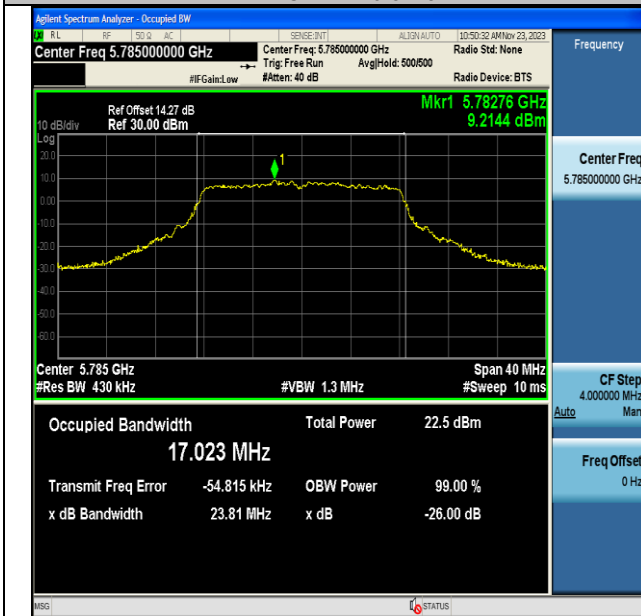 Agilent Spectrum Analyzer - Occupied BW
RL RF 50 Ω AC SENSE:INT ALIGN AUTO 10:50:32 AM Nov 23, 2023
Center Freq 5.785000000 GHz Center Freq: 5.785000000 GHz Radio Std: None
Trig: Free Run Avg|Hold: 500/500
#IFGain:Low #Atten: 40 dB Radio Device: BTS
Frequency
Ref Offset 14.27 dB Mkr1 5.78276 GHz
10 dB/div Ref 30.00 dBm 9.2144 dBm
Log
20.0
10.0
0.00
-10.0
-20.0
-30.0
-40.0
-50.0
-60.0
1
Center 5.785 GHz Span 40 MHz
#Res BW 430 kHz #VBW 1.3 MHz #Sweep 10 ms
Occupied Bandwidth Total Power 22.5 dBm
17.023 MHz
Transmit Freq Error -54.815 kHz OBW Power 99.00 %
x dB Bandwidth 23.81 MHz x dB -26.00 dB
Center Freq
5.785000000 GHz
CF Step
4.000000 MHz
Auto Man
Freq Offset
0 Hz
MSG STATUS